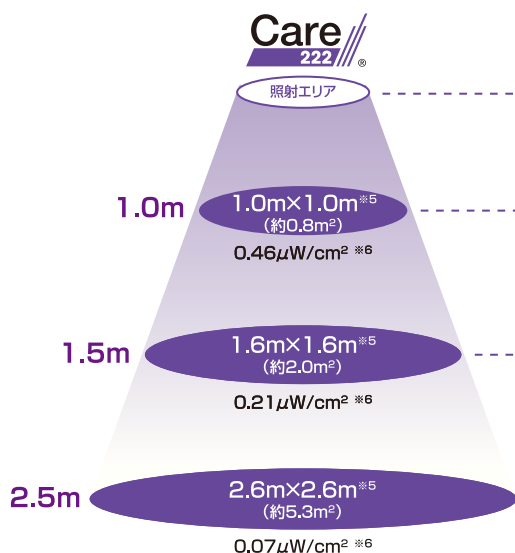 Care
222
®
照射エリア
1.0m
1.0m×1.0m※5
(約0.8m²)
0.46μW/cm² ※6
1.5m
1.6m×1.6m※5
(約2.0m²)
0.21μW/cm² ※6
2.5m
2.6m×2.6m※5
(約5.3m²)
0.07μW/cm² ※6